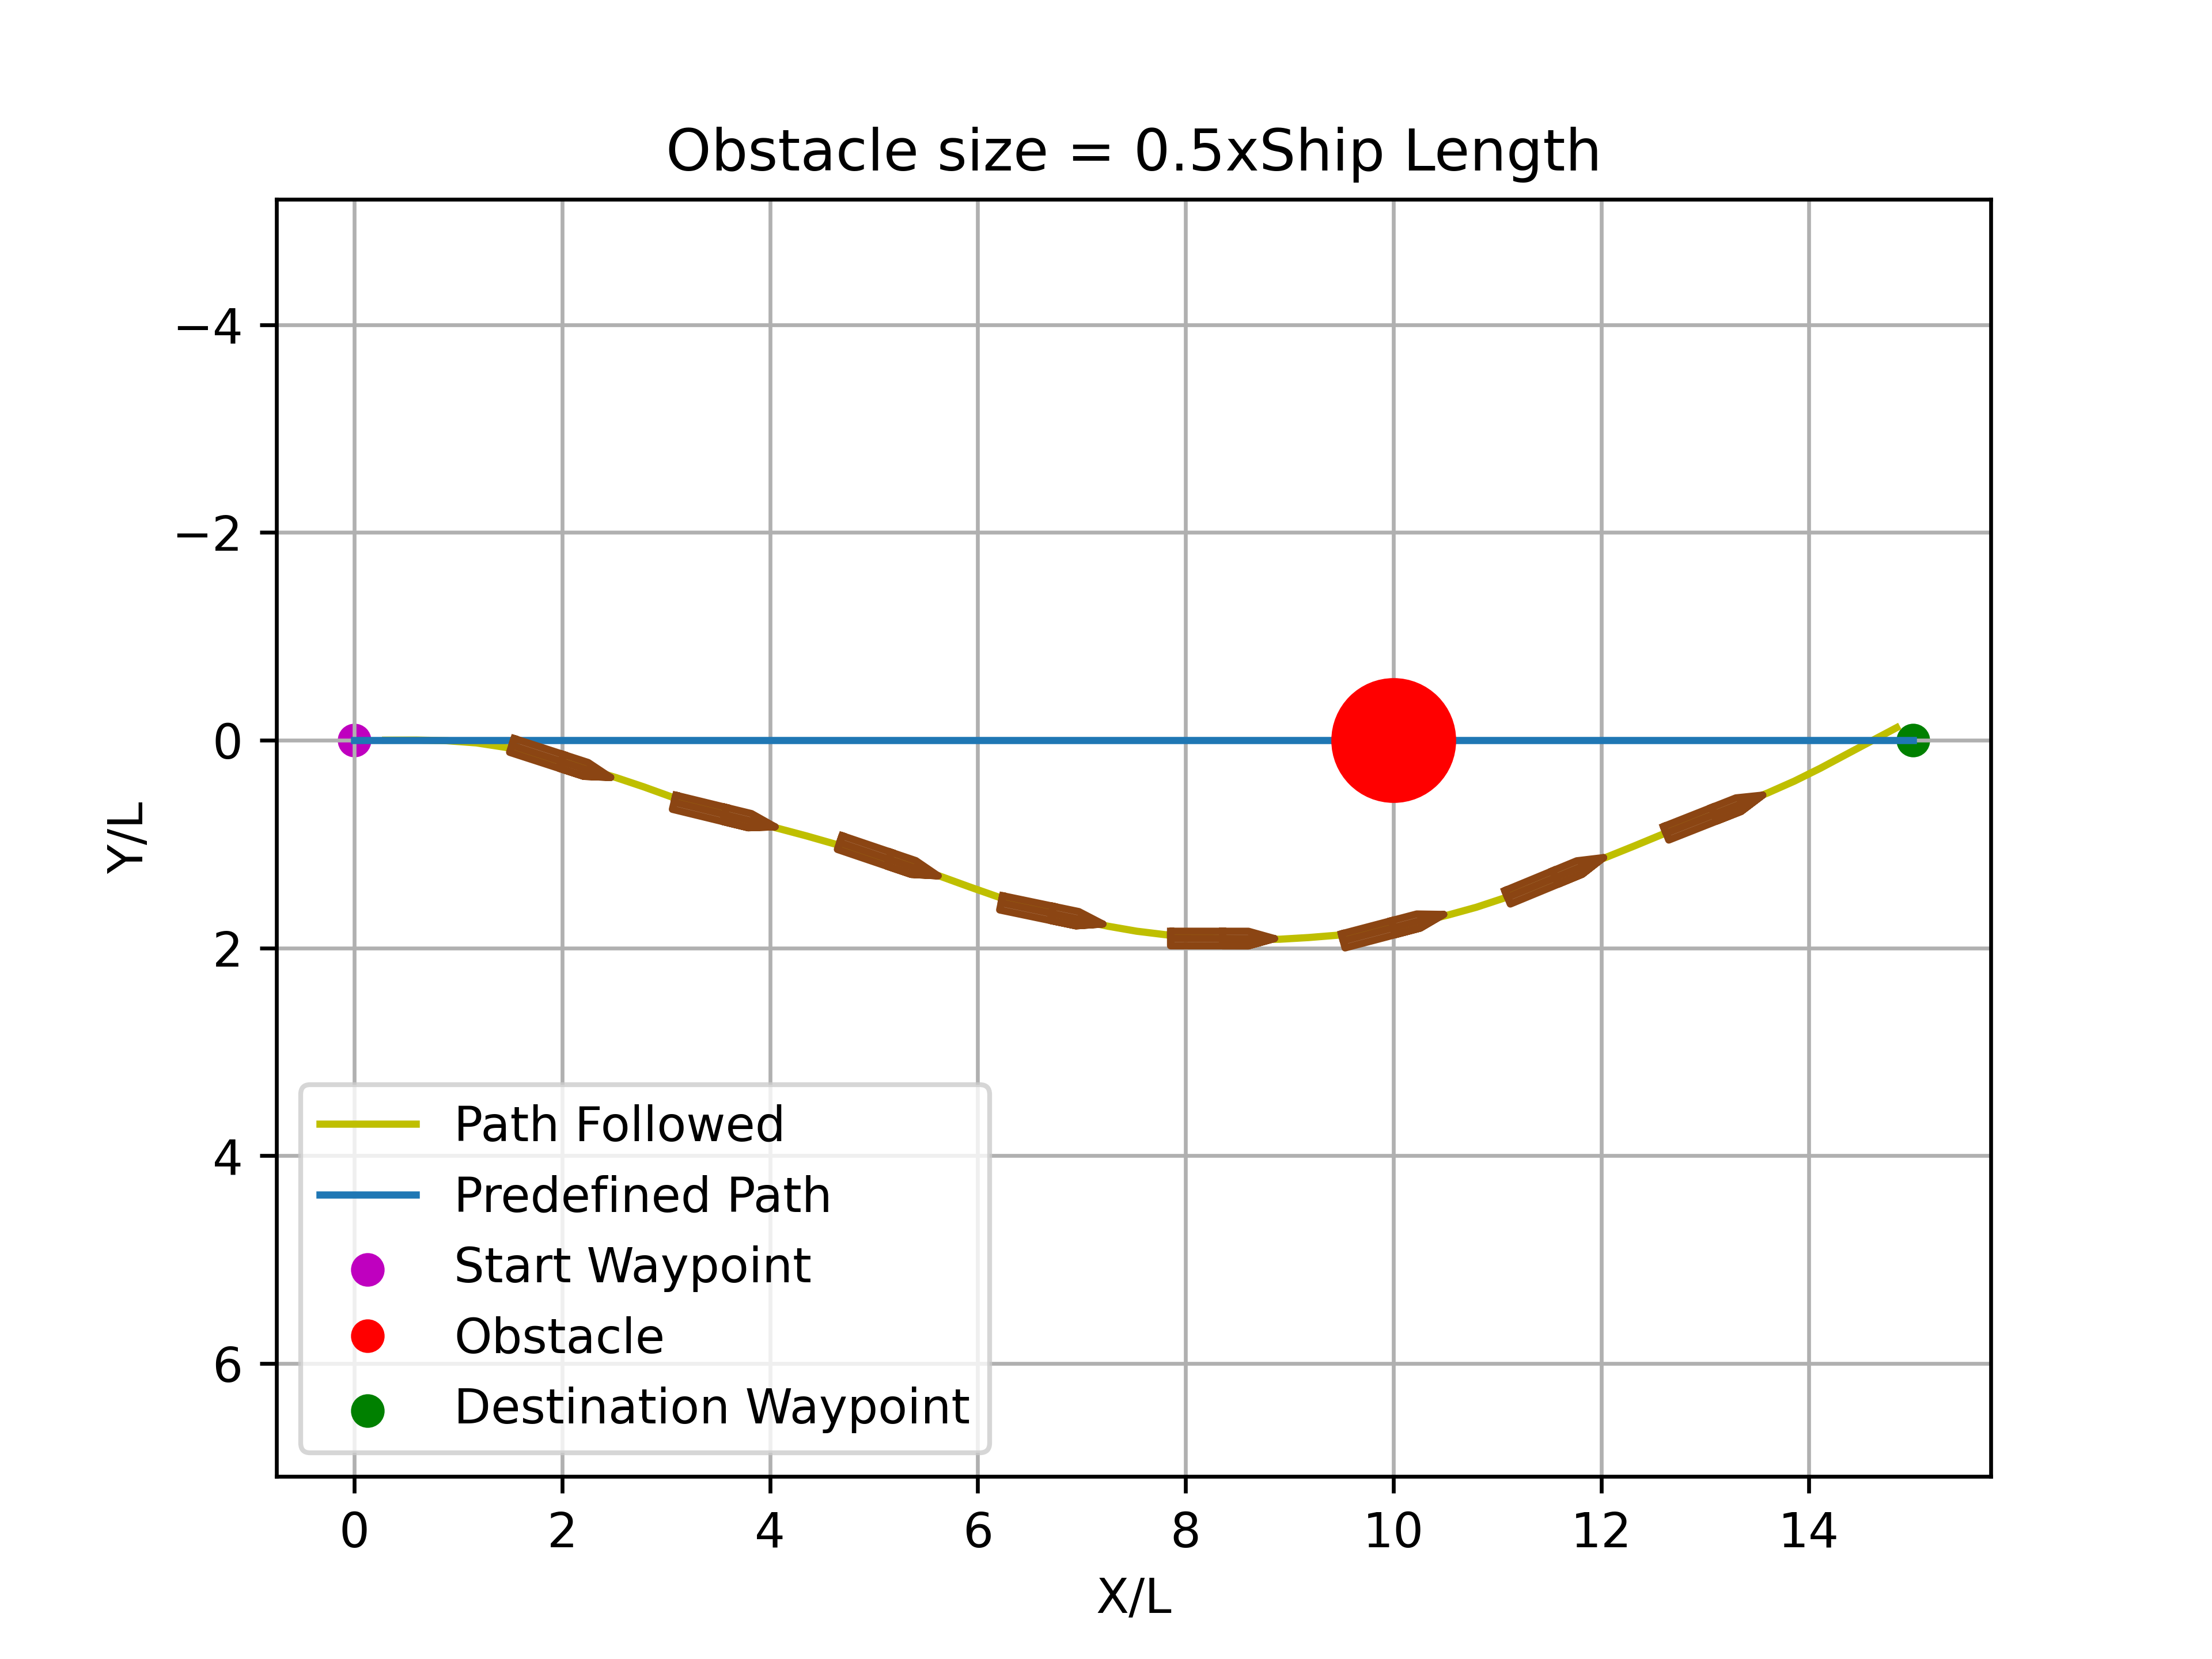 Obstacle size = 0.5xShip Length
−4
−2
0
2
4
6
Y/L
Path Followed
Predefined Path
Start Waypoint
Obstacle
Destination Waypoint
0 2 4 6 8 10 12 14
X/L